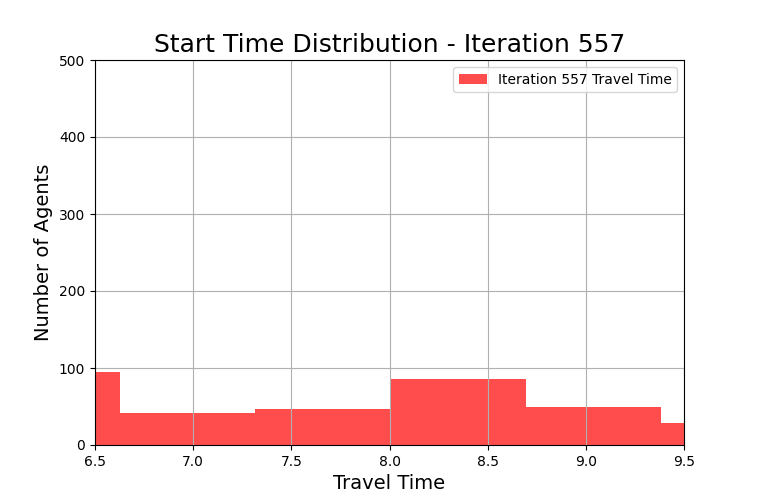 Start Time Distribution - Iteration 557
Iteration 557 Travel Time
Number of Agents
500
400
300
200
100
0
6.5 7.0 7.5 8.0 8.5 9.0 9.5
Travel Time